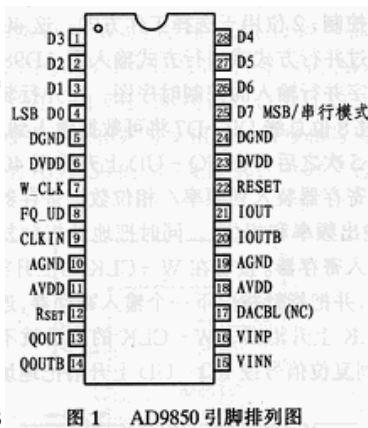 D3 1 28 D4
D2 2 27 D5
D1 3 26 D6
LSB D0 4 25 MSB/串行模式
DGND 5 24 DGND
DVDD 6 23 DVDD
W_CLK 7 22 RESET
FQ_UD 8 21 IOUT
CLKIN 9 20 IOUTB
AGND 10 19 AGND
AVDD 11 18 AVDD
RSET 12 17 DACBL (NC)
QOUT 13 16 VINP
QOUTB 14 15 VINN
图 1 AD9850 引脚排列图